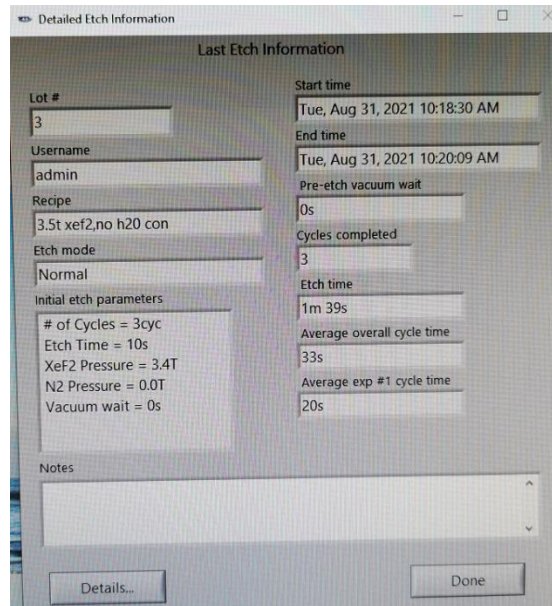 Detailed Etch Information
Last Etch Information
Lot #
3
Username
admin
Recipe
3.5t xef2,no h20 con
Etch mode
Normal
Initial etch parameters
# of Cycles = 3cyc
Etch Time = 10s
XeF2 Pressure = 3.4T
N2 Pressure = 0.0T
Vacuum wait = 0s
Start time
Tue, Aug 31, 2021 10:18:30 AM
End time
Tue, Aug 31, 2021 10:20:09 AM
Pre-etch vacuum wait
0s
Cycles completed
3
Etch time
1m 39s
Average overall cycle time
33s
Average exp #1 cycle time
20s
Notes
Details...
Done